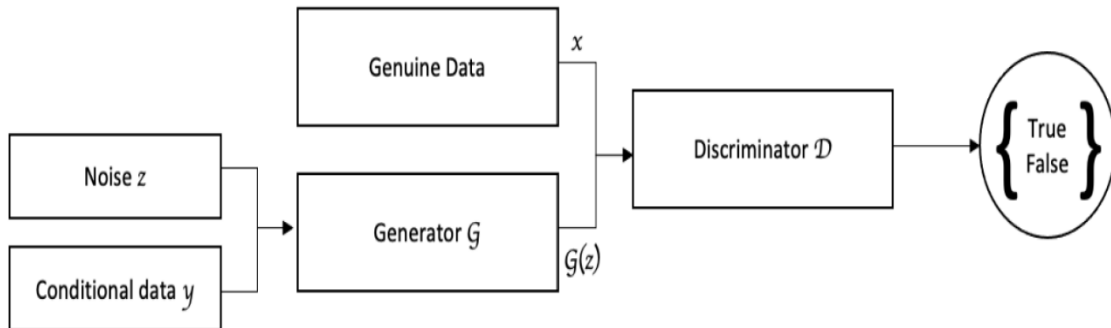 Genuine Data
x
Noise z
Conditional data y
Generator 𝒢
𝒢(z)
Discriminator 𝒟
{ True
False }